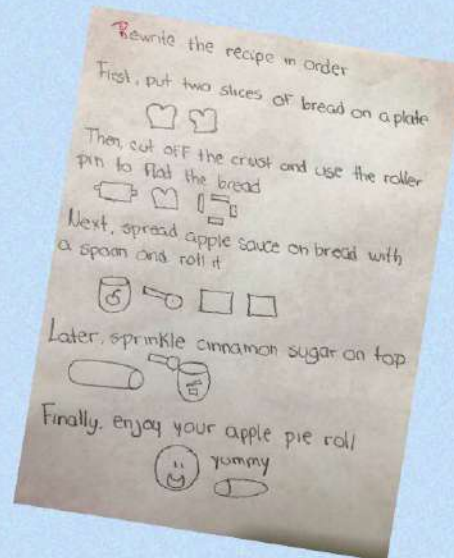 Rewrite the recipe in order
First, put two slices of bread on a plate
Then, cut off the crust and use the roller
pin to flat the bread
Next, spread apple sauce on bread with
a spoon and roll it
Later, sprinkle cinnamon sugar on top
Finally, enjoy your apple pie roll
yummy